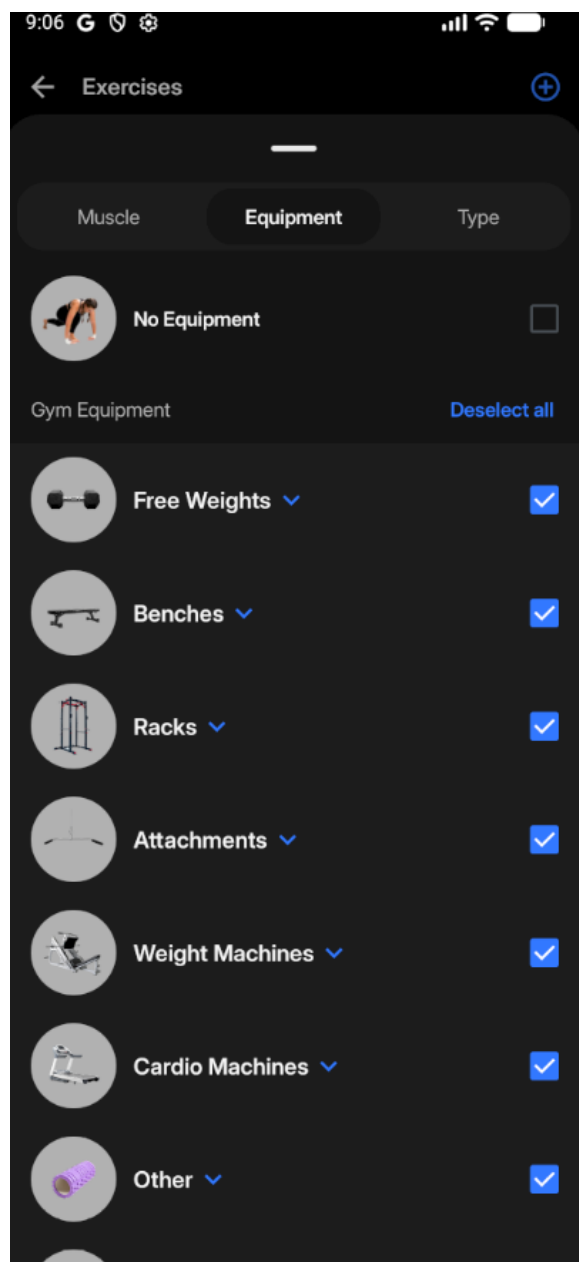 9:06 G
Exercises
Muscle Equipment Type
No Equipment
Gym Equipment Deselect all
Free Weights
Benches
Racks
Attachments
Weight Machines
Cardio Machines
Other